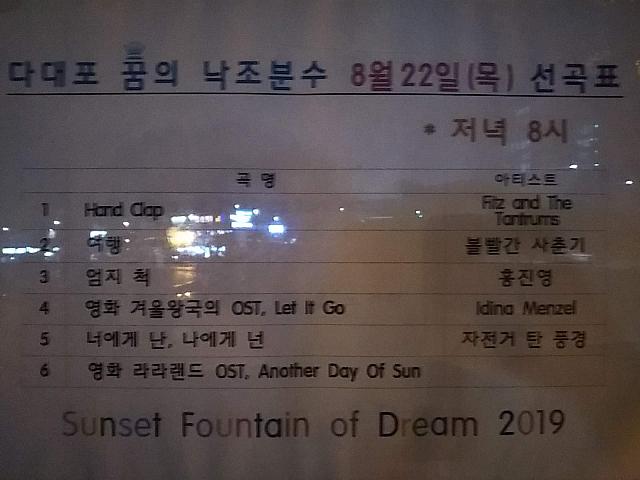 다대포 꿈의 낙조분수 8월 22일(목) 선곡표
* 저녁 8시
곡 명 아티스트
1 Hand Clap Fitz and The Tantrums
2 여행 볼빨간 사춘기
3 엄지 척 홍진영
4 영화 겨울왕국의 OST, Let It Go Idina Menzel
5 너에게 난, 나에게 넌 자전거 탄 풍경
6 영화 라라랜드 OST, Another Day Of Sun
Sunset Fountain of Dream 2019